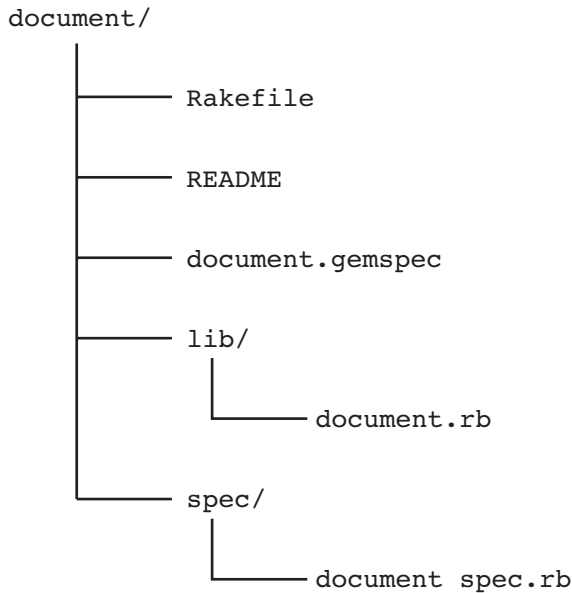 document/
Rakefile
README
document.gemspec
lib/
document.rb
spec/
document spec.rb